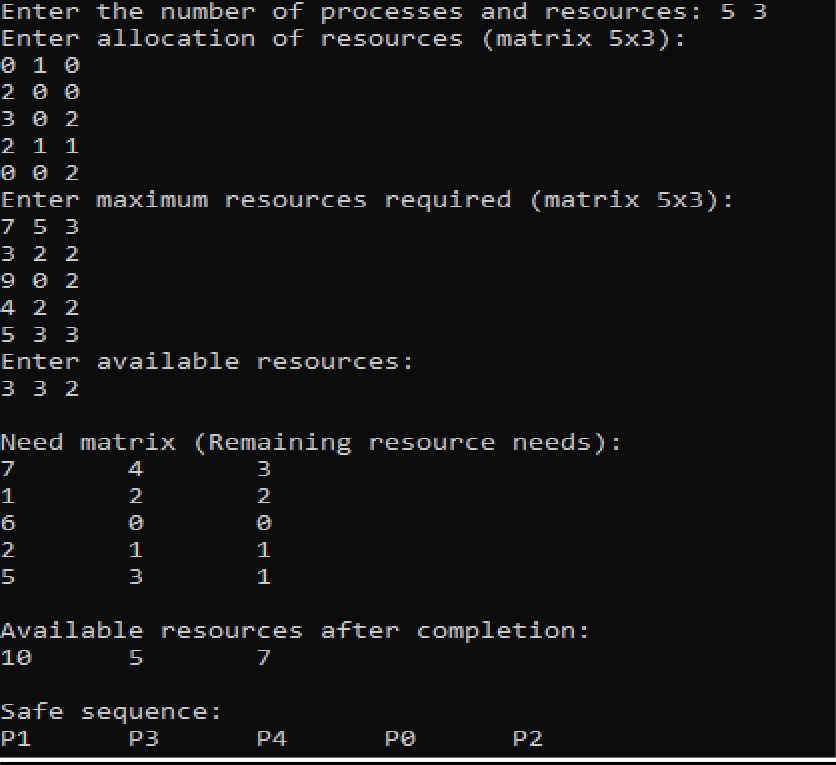 Enter the number of processes and resources: 5 3
Enter allocation of resources (matrix 5x3):
0 1 0
2 0 0
3 0 2
2 1 1
0 0 2
Enter maximum resources required (matrix 5x3):
7 5 3
3 2 2
9 0 2
4 2 2
5 3 3
Enter available resources:
3 3 2
Need matrix (Remaining resource needs):
7 4 3
1 2 2
6 0 0
2 1 1
5 3 1
Available resources after completion:
10 5 7
Safe sequence:
P1 P3 P4 P0 P2